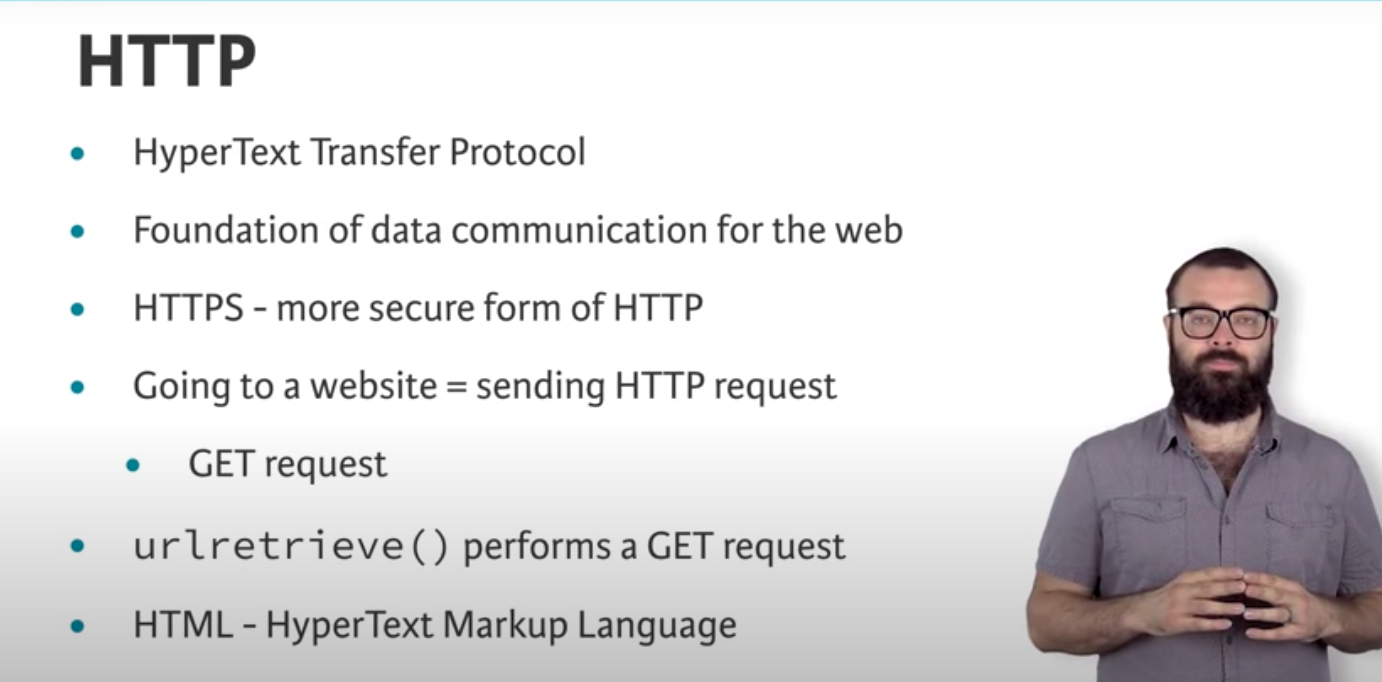 HTTP
HyperText Transfer Protocol
Foundation of data communication for the web
HTTPS - more secure form of HTTP
Going to a website = sending HTTP request
GET request
urlretrieve() performs a GET request
HTML - HyperText Markup Language